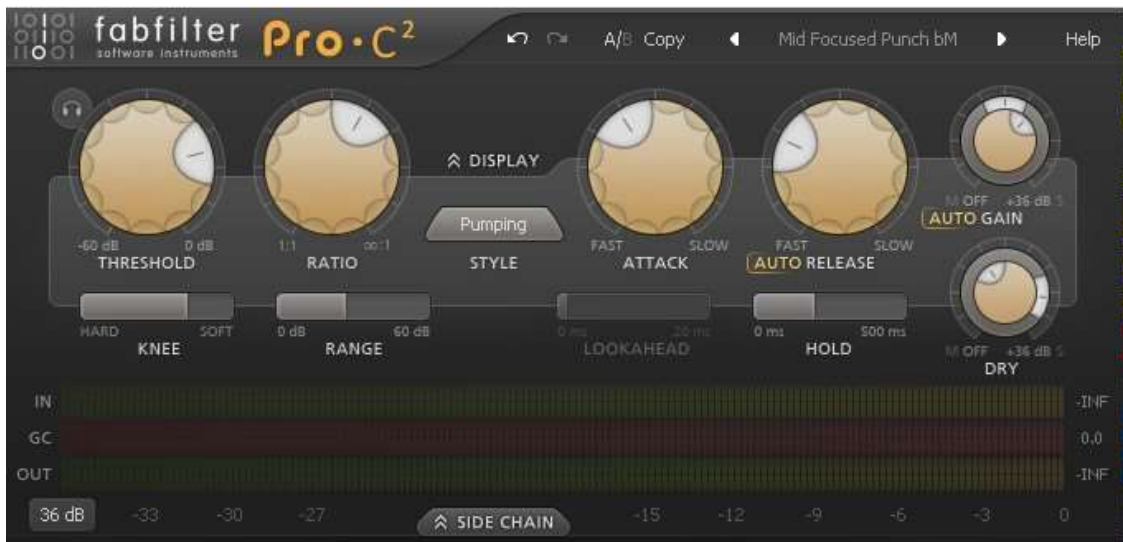 fabfilter
software instruments
Pro·C²
A/B Copy
Mid Focused Punch bM
Help
DISPLAY
Pumping
-60 dB 0 dB
THRESHOLD
1:1 ∞:1
RATIO
STYLE
FAST SLOW
ATTACK
FAST SLOW
AUTO RELEASE
M OFF +36 dB S
AUTO GAIN
HARD SOFT
KNEE
0 dB 60 dB
RANGE
0 ms 20 ms
LOOKAHEAD
0 ms 500 ms
HOLD
M OFF +36 dB S
DRY
IN -INF
GC 0.0
OUT -INF
36 dB -33 -30 -27 SIDE CHAIN -15 -12 -9 -6 -3 0